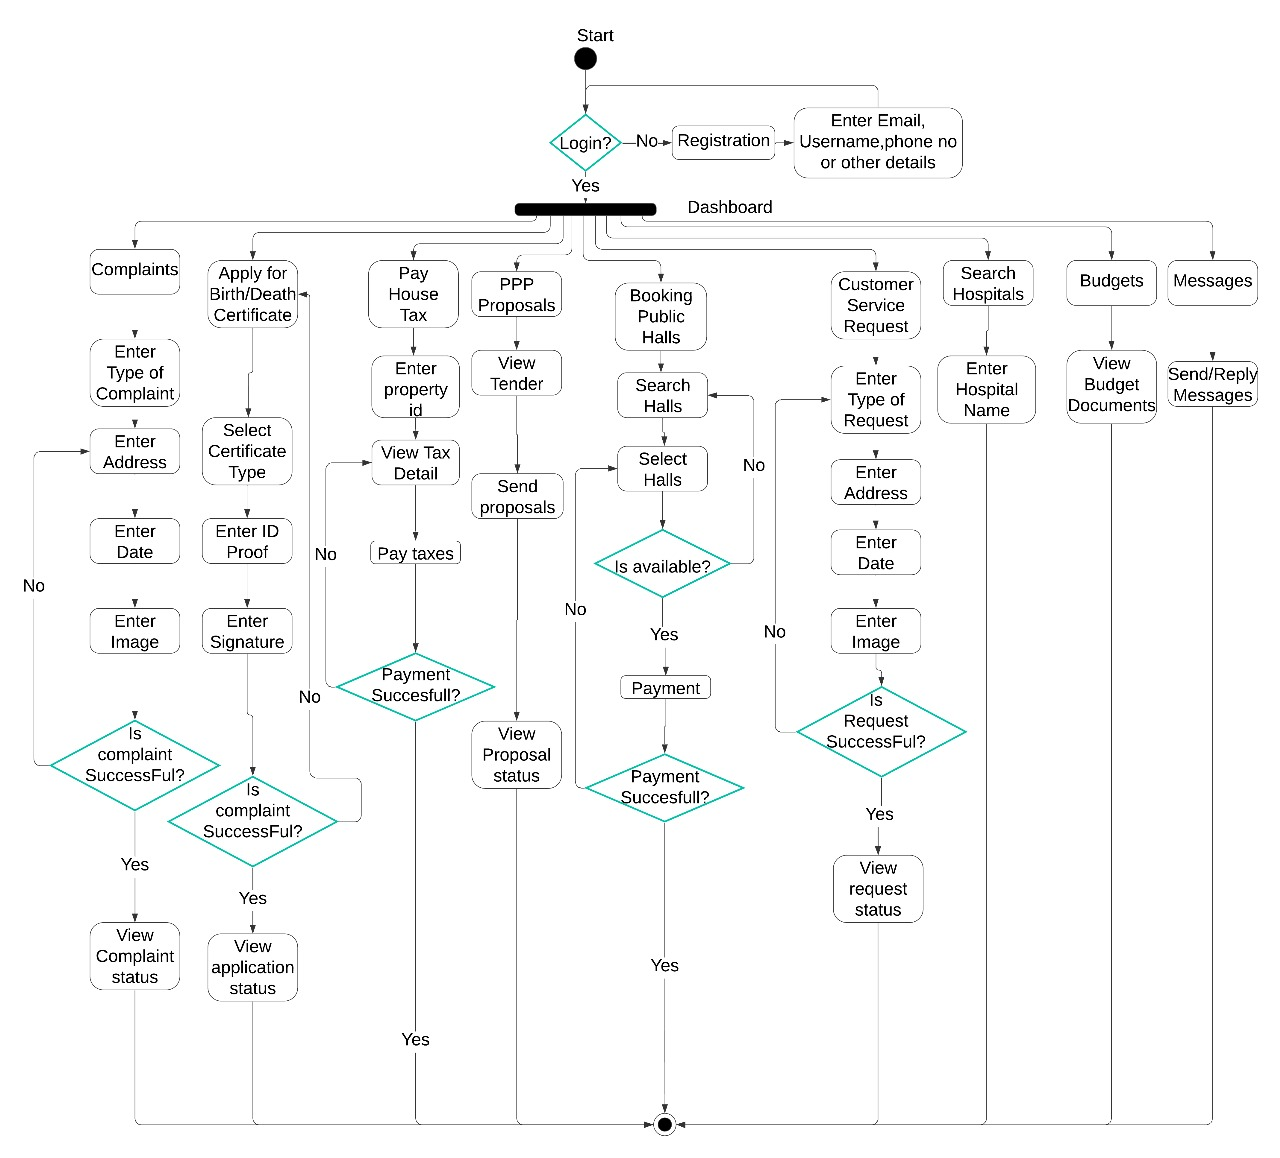 Start
Login?
No
Registration
Enter Email,
Username,phone no
or other details
Yes
Dashboard
Complaints
Enter
Type of
Complaint
Enter
Address
Enter
Date
No
Enter
Image
Is
complaint
SuccessFul?
Yes
View
Complaint
status
Apply for
Birth/Death
Certificate
Select
Certificate
Type
Enter ID
Proof
Enter
Signature
No
Is
complaint
SuccessFul?
Yes
View
application
status
Pay
House
Tax
Enter
property
id
View Tax
Detail
No
Pay taxes
Payment
Succesfull?
Yes
PPP
Proposals
View
Tender
Send
proposals
View
Proposal
status
Booking
Public
Halls
Search
Halls
Select
Halls
No
Is available?
No
Yes
Payment
Payment
Succesfull?
Yes
Customer
Service
Request
Enter
Type of
Request
Enter
Address
Enter
Date
No
Enter
Image
Is
Request
SuccessFul?
Yes
View
request
status
Search
Hospitals
Enter
Hospital
Name
Budgets
View
Budget
Documents
Messages
Send/Reply
Messages